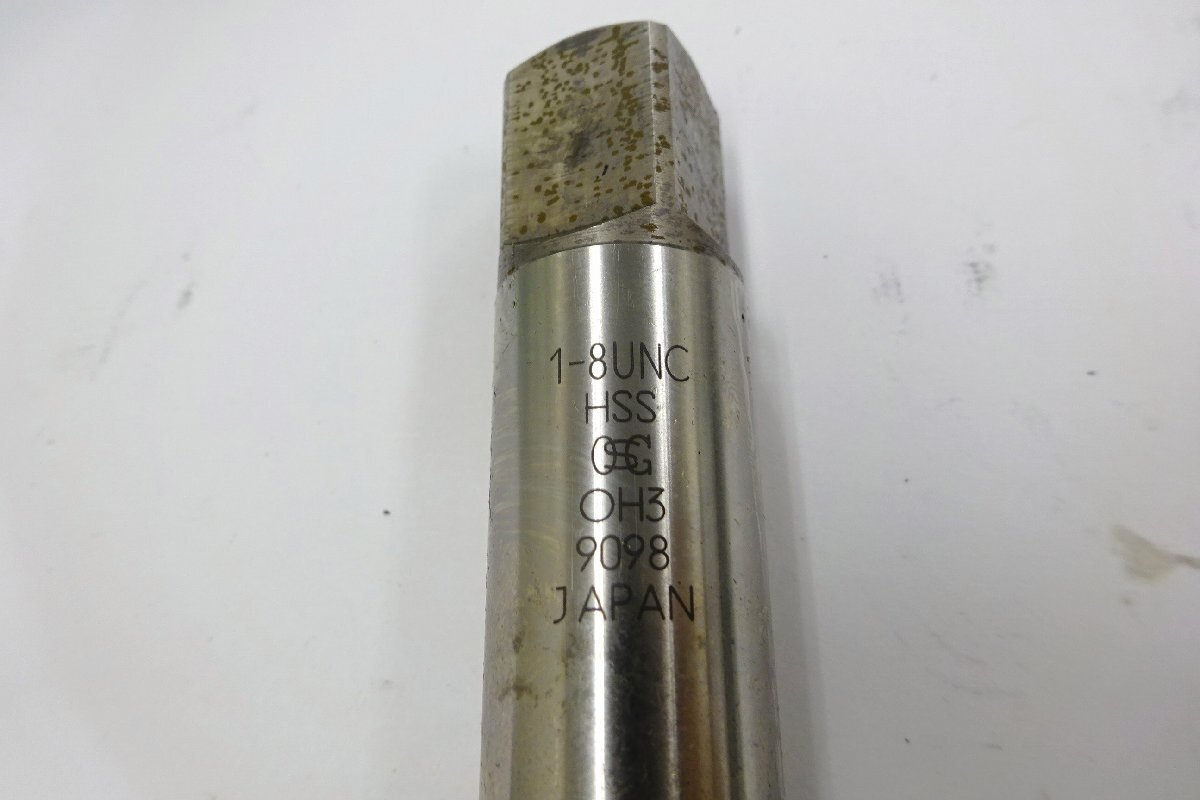 1-8UNC
HSS
OSG
OH3
9098
JAPAN